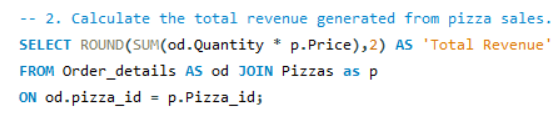 -- 2. Calculate the total revenue generated from pizza sales.
SELECT ROUND(SUM(od.Quantity * p.Price),2) AS 'Total Revenue'
FROM Order_details AS od JOIN Pizzas as p
ON od.pizza_id = p.Pizza_id;